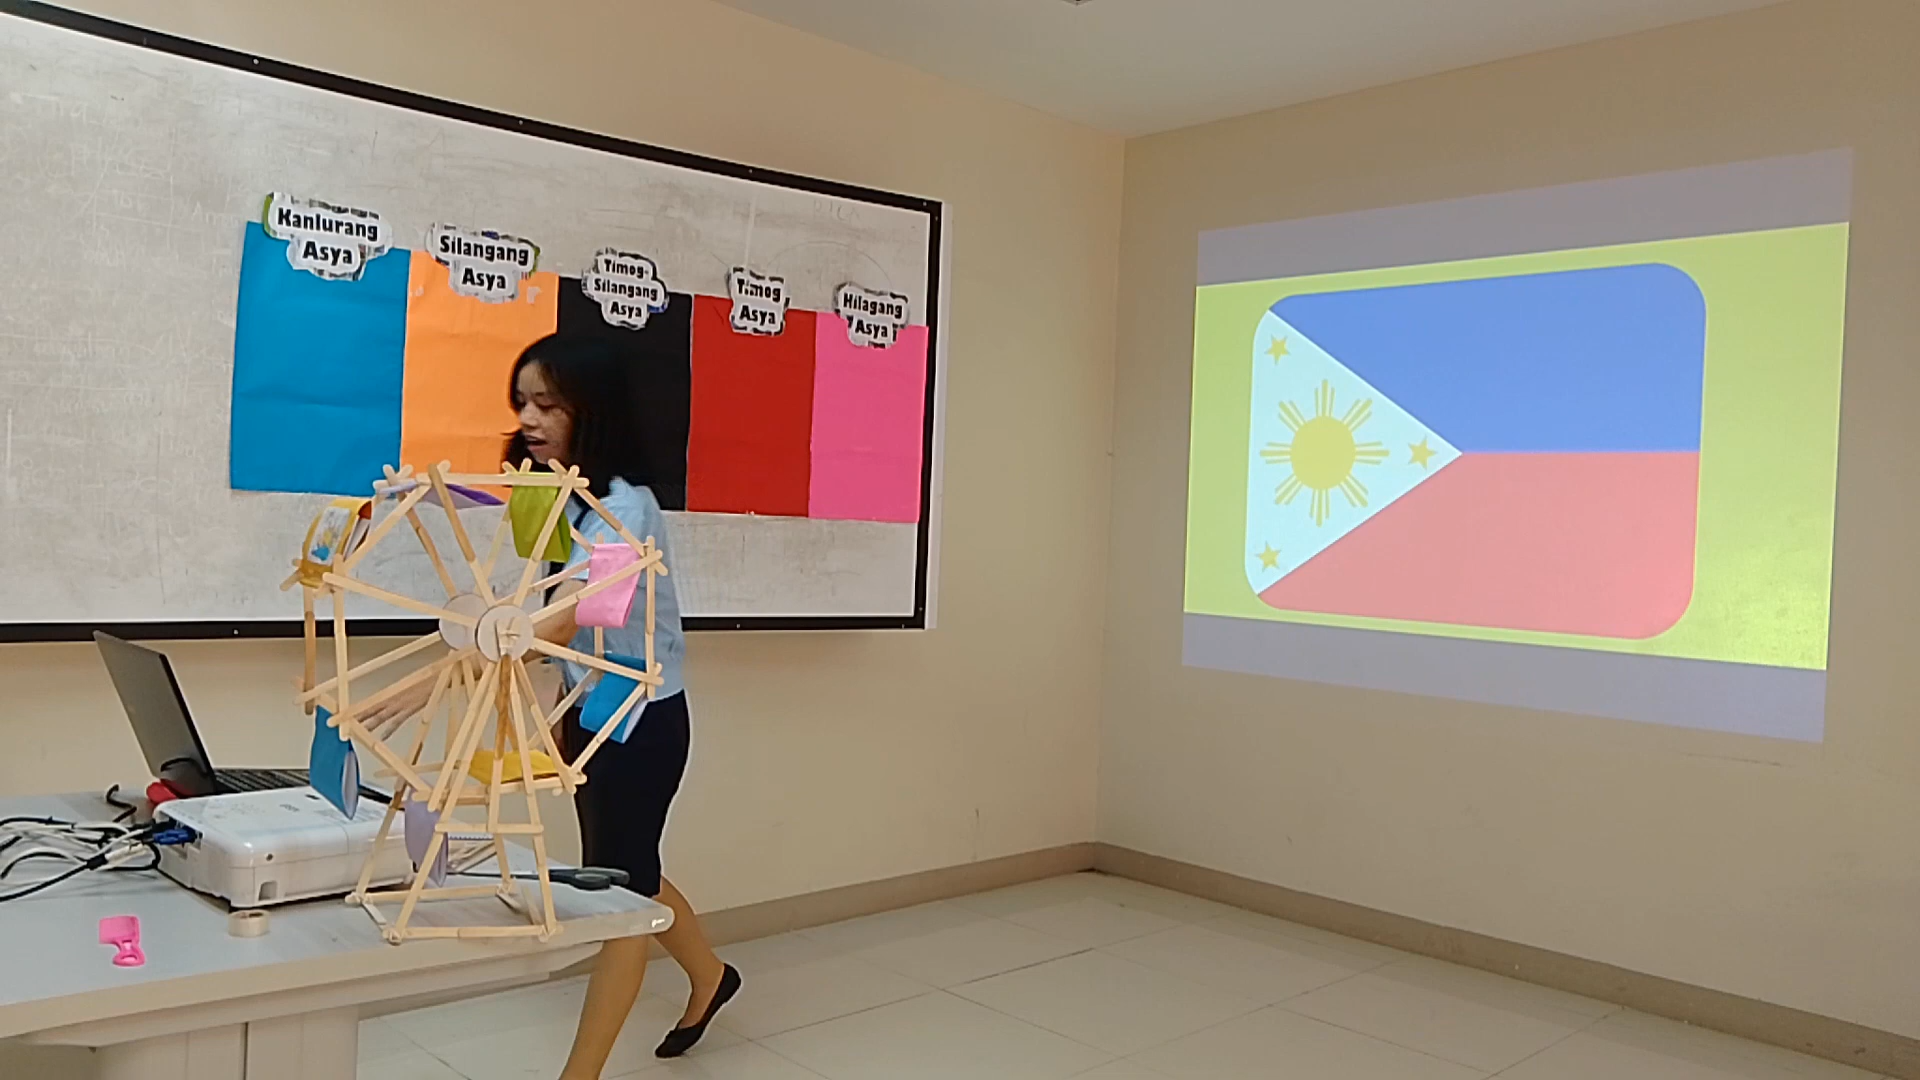 Kanlurang
Asya
Silangang
Asya
Timog-
Silangang
Asya
Timog
Asya
Hilagang
Asya